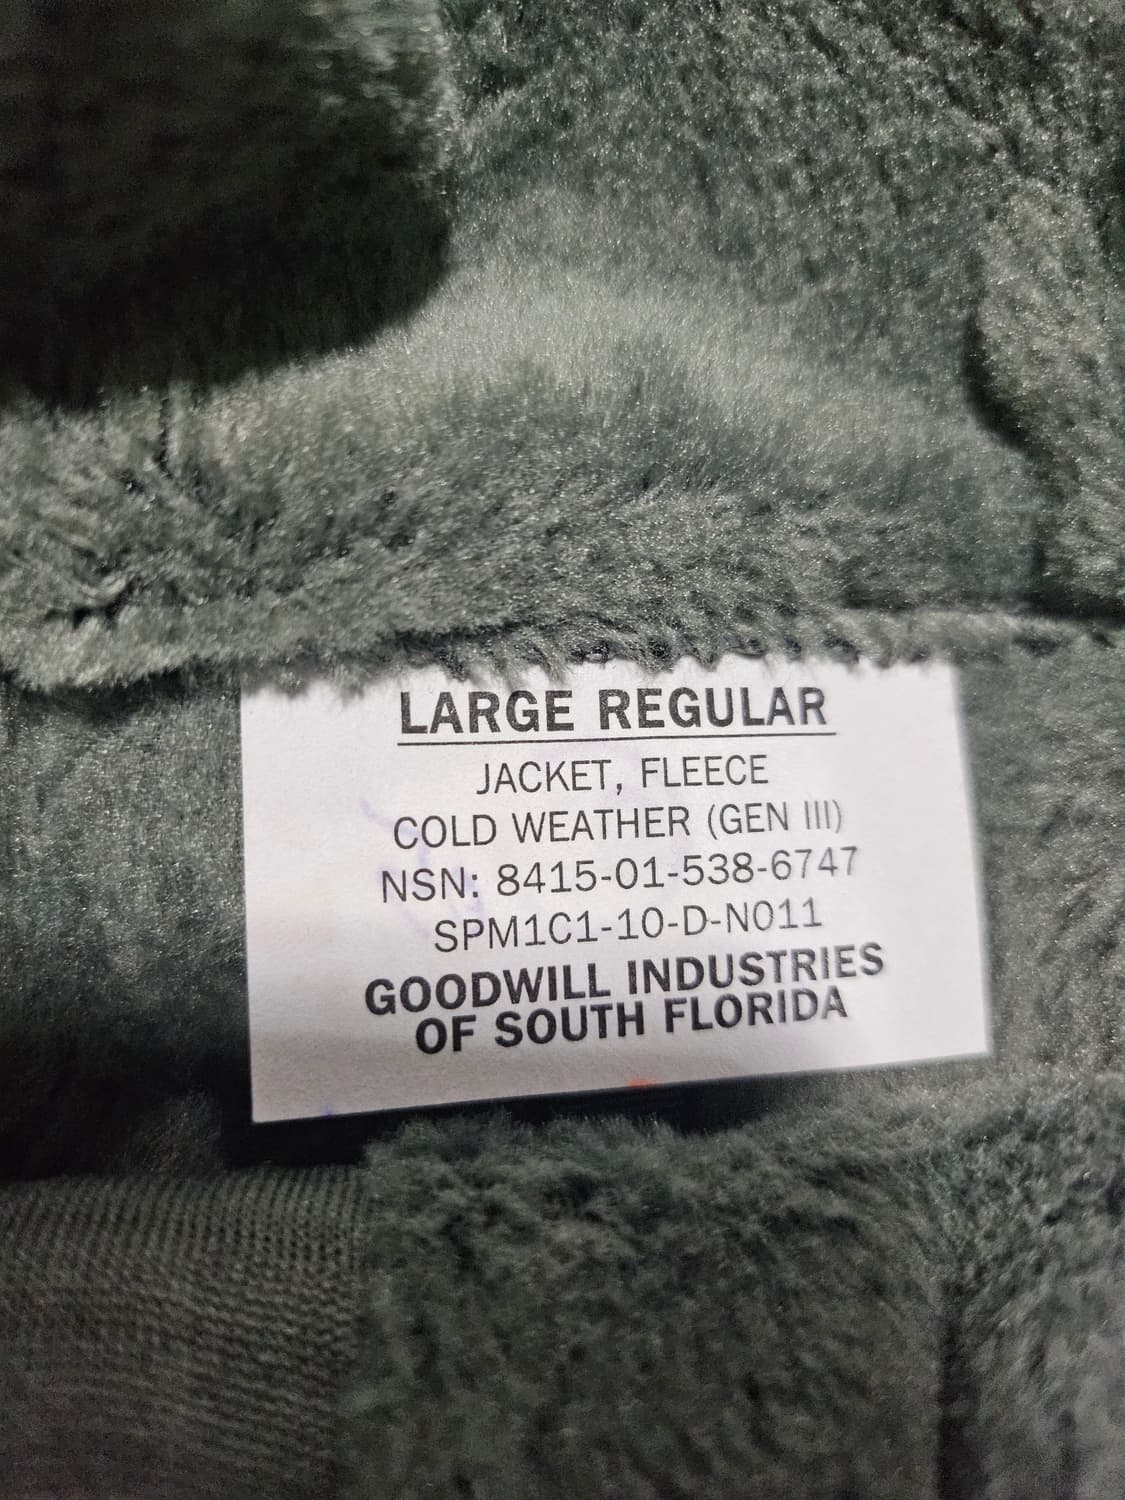 LARGE REGULAR
JACKET, FLEECE
COLD WEATHER (GEN III)
NSN: 8415-01-538-6747
SPM1C1-10-D-N011
GOODWILL INDUSTRIES
OF SOUTH FLORIDA